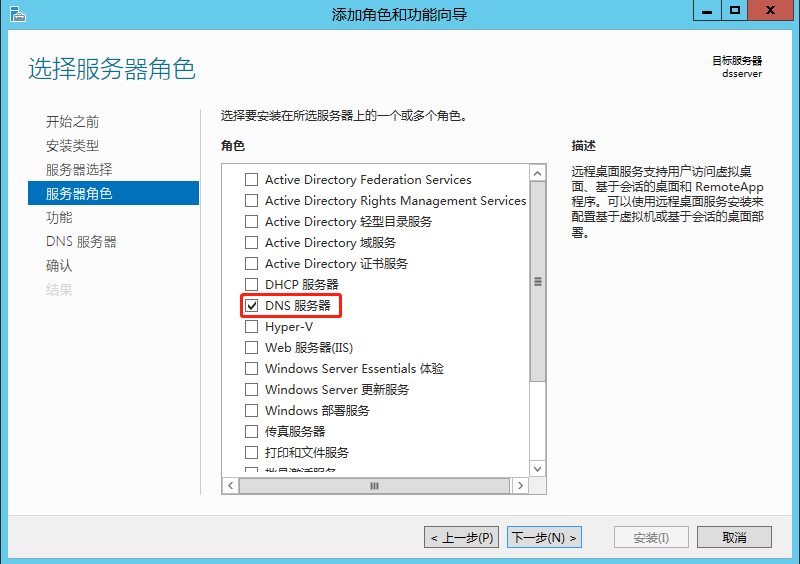 添加角色和功能向导
选择服务器角色
目标服务器
dsserver
开始之前
安装类型
服务器选择
服务器角色
功能
DNS 服务器
确认
结果
选择要安装在所选服务器上的一个或多个角色。
角色
Active Directory Federation Services
Active Directory Rights Management Services
Active Directory 轻型目录服务
Active Directory 域服务
Active Directory 证书服务
DHCP 服务器
DNS 服务器
Hyper-V
Web 服务器(IIS)
Windows Server Essentials 体验
Windows Server 更新服务
Windows 部署服务
传真服务器
打印和文件服务
批量激活服务
描述
远程桌面服务支持用户访问虚拟桌
面、基于会话的桌面和 RemoteApp
程序。可以使用远程桌面服务安装来
配置基于虚拟机或基于会话的桌面部
署。
< 上一步(P)
下一步(N) >
安装(I)
取消